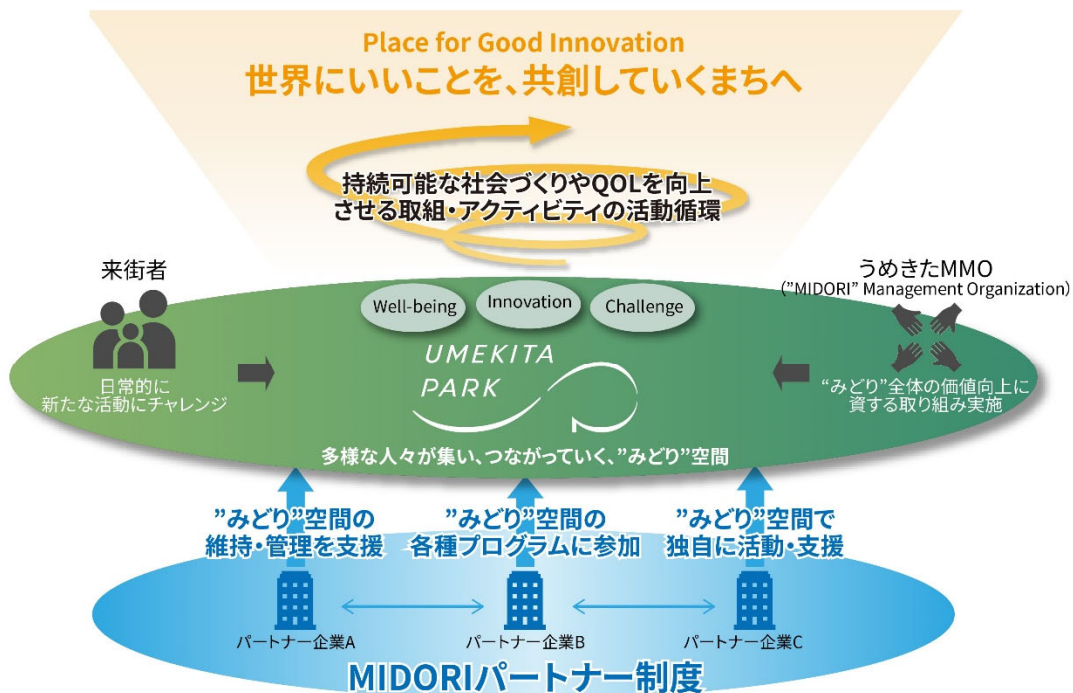 Place for Good Innovation
世界にいいことを、共創していくまちへ
持続可能な社会づくりやQOLを向上
させる取組・アクティビティの活動循環
来街者
うめきたMMO
("MIDORI" Management Organization)
Well-being
Innovation
Challenge
UMEKITA
PARK
日常的に
新たな活動にチャレンジ
“みどり”全体の価値向上に
資する取り組み実施
多様な人々が集い、つながっていく、”みどり”空間
”みどり”空間の
維持・管理を支援
”みどり”空間の
各種プログラムに参加
”みどり”空間で
独自に活動・支援
パートナー企業A
パートナー企業B
パートナー企業C
MIDORIパートナー制度